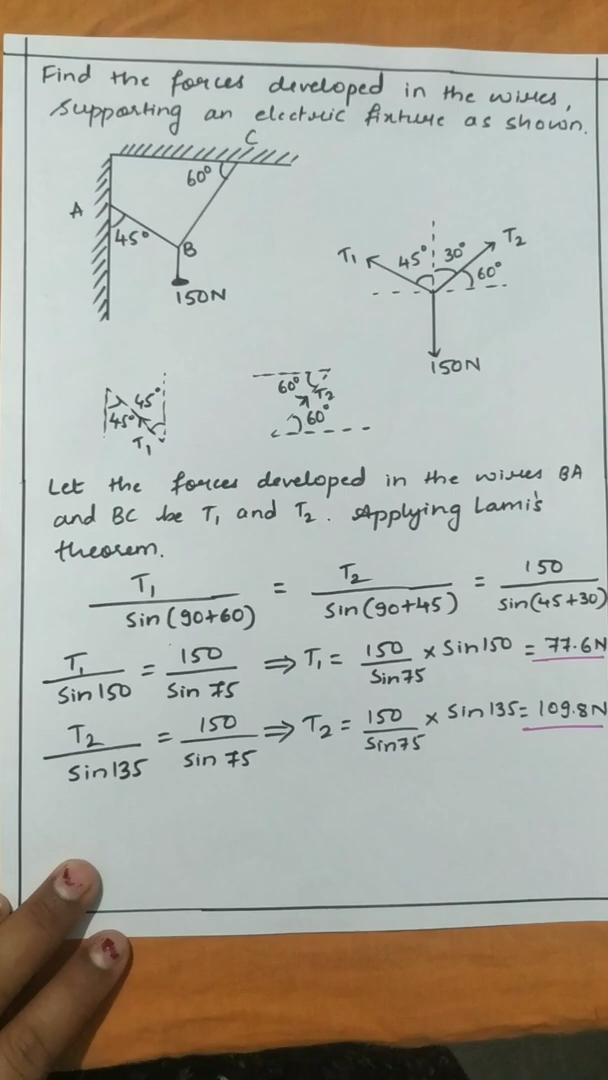 Find the forces developed in the wires,
supporting an electric fixture as shown.
C
60°
A
45°
B
150N
T₁ 45° 30° T₂
60°
150N
45°
45°
T₁
60°
T₂
60°
Let the forces developed in the wires BA
and BC be T₁ and T₂. Applying Lami's
theorem.
T₁ / sin(90+60) = T₂ / sin(90+45) = 150 / sin(45+30)
T₁ / Sin150 = 150 / Sin 75 ⇒ T₁ = 150 / Sin75 × Sin150 = 77.6N
T₂ / Sin135 = 150 / sin 75 ⇒ T₂ = 150 / Sin75 × Sin135 = 109.8N